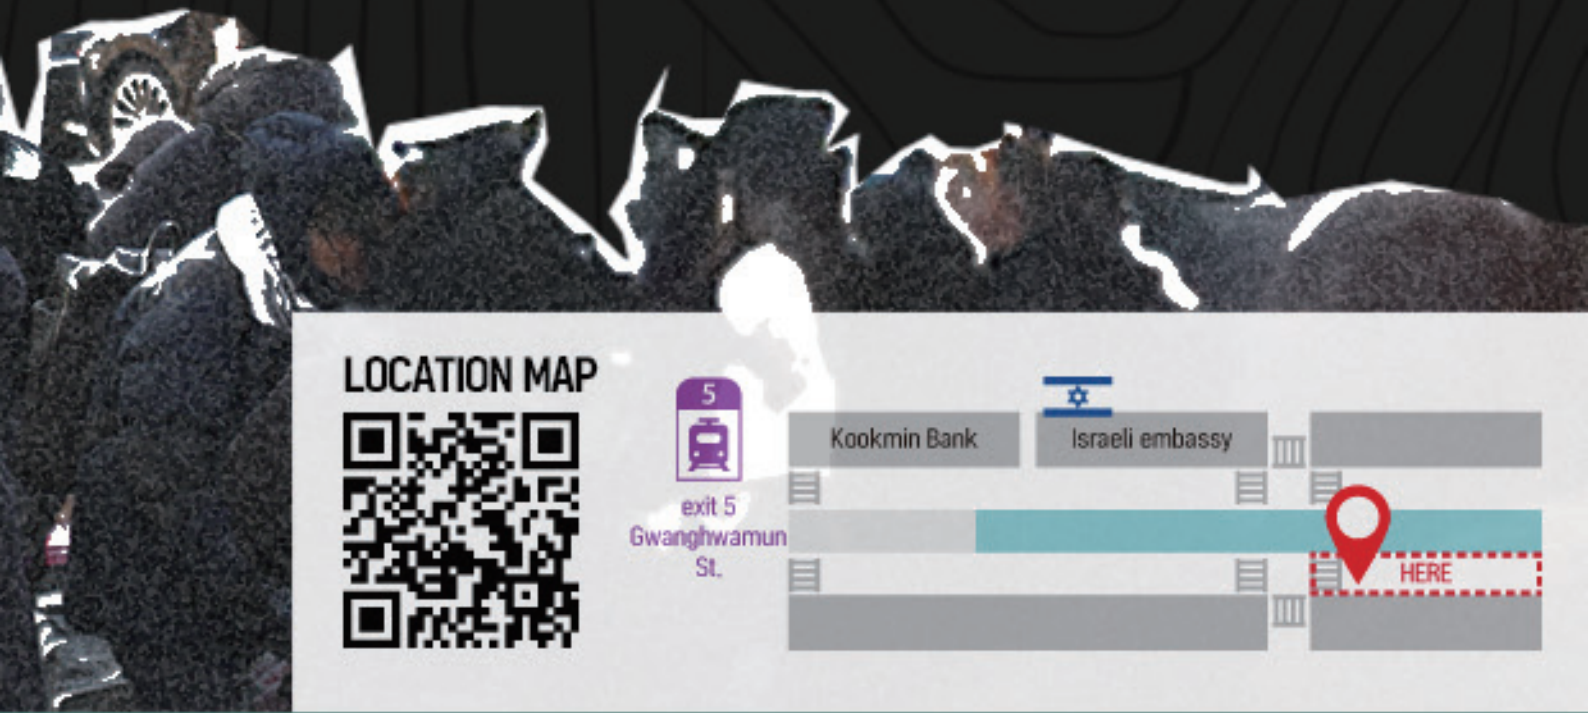 LOCATION MAP
5
exit 5
Gwanghwamun
St.
Kookmin Bank
Israeli embassy
HERE